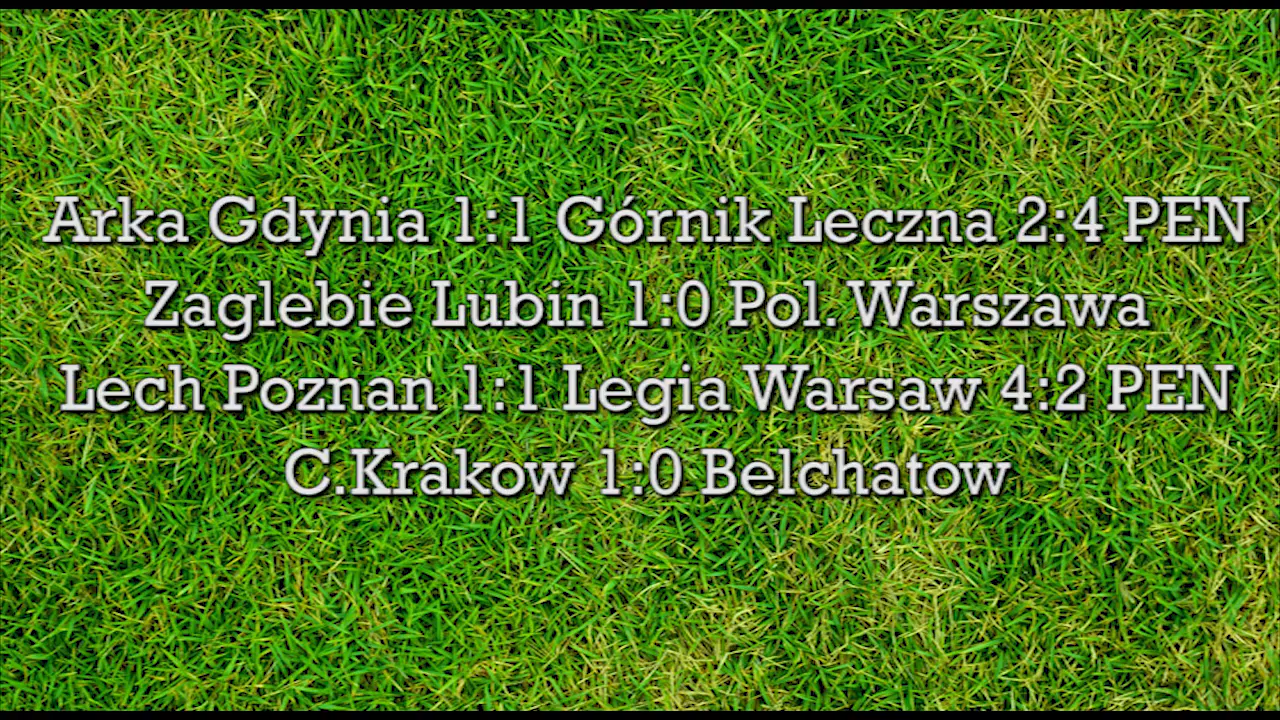 Arka Gdynia 1:1 Górnik Leczna 2:4 PEN
Zaglebie Lubin 1:0 Pol. Warszawa
Lech Poznan 1:1 Legia Warsaw 4:2 PEN
C.Krakow 1:0 Belchatow